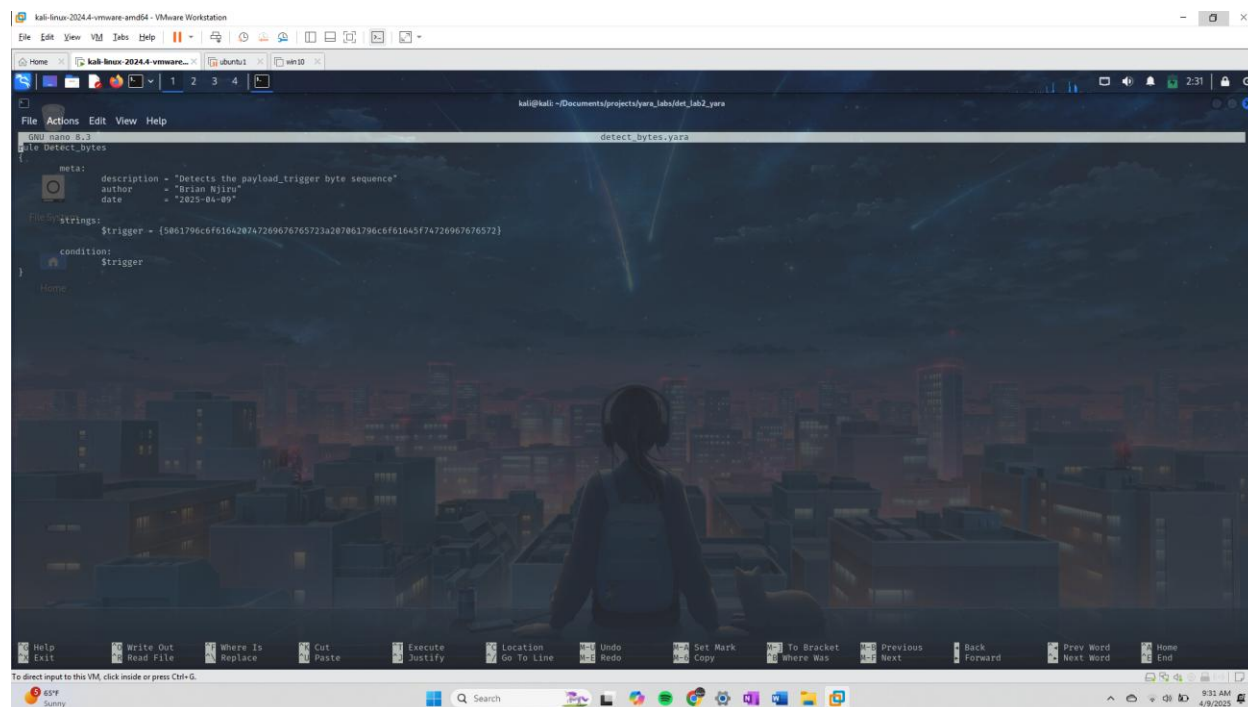 kali-linux-2024.4-vmware-amd64 - VMware Workstation
File Edit View VM Tabs Help
Home kali-linux-2024.4-vmware... ubuntu1 win10
1 2 3 4 2:31
kali@kali: ~/Documents/projects/yara_labs/det_lab2_yara
File Actions Edit View Help
GNU nano 8.3 detect_bytes.yara
rule Detect_bytes
{
meta:
description = "Detects the payload_trigger byte sequence"
author = "Brian Njiru"
date = "2025-04-09"
File System
strings:
$trigger = {5061796c6f616420747269676765723a207061796c6f61645f74726967676572}
condition:
$trigger
}
Home
^G Help ^O Write Out ^F Where Is ^K Cut ^T Execute ^C Location M-U Undo M-A Set Mark M-] To Bracket M-B Previous Back Prev Word ^A Home
^X Exit ^R Read File ^\ Replace ^U Paste ^J Justify ^/ Go To Line M-E Redo M-6 Copy ^B Where Was M-F Next Forward Next Word ^E End
To direct input to this VM, click inside or press Ctrl+G.
5 65°F Search 9:31 AM
Sunny 4/9/2025